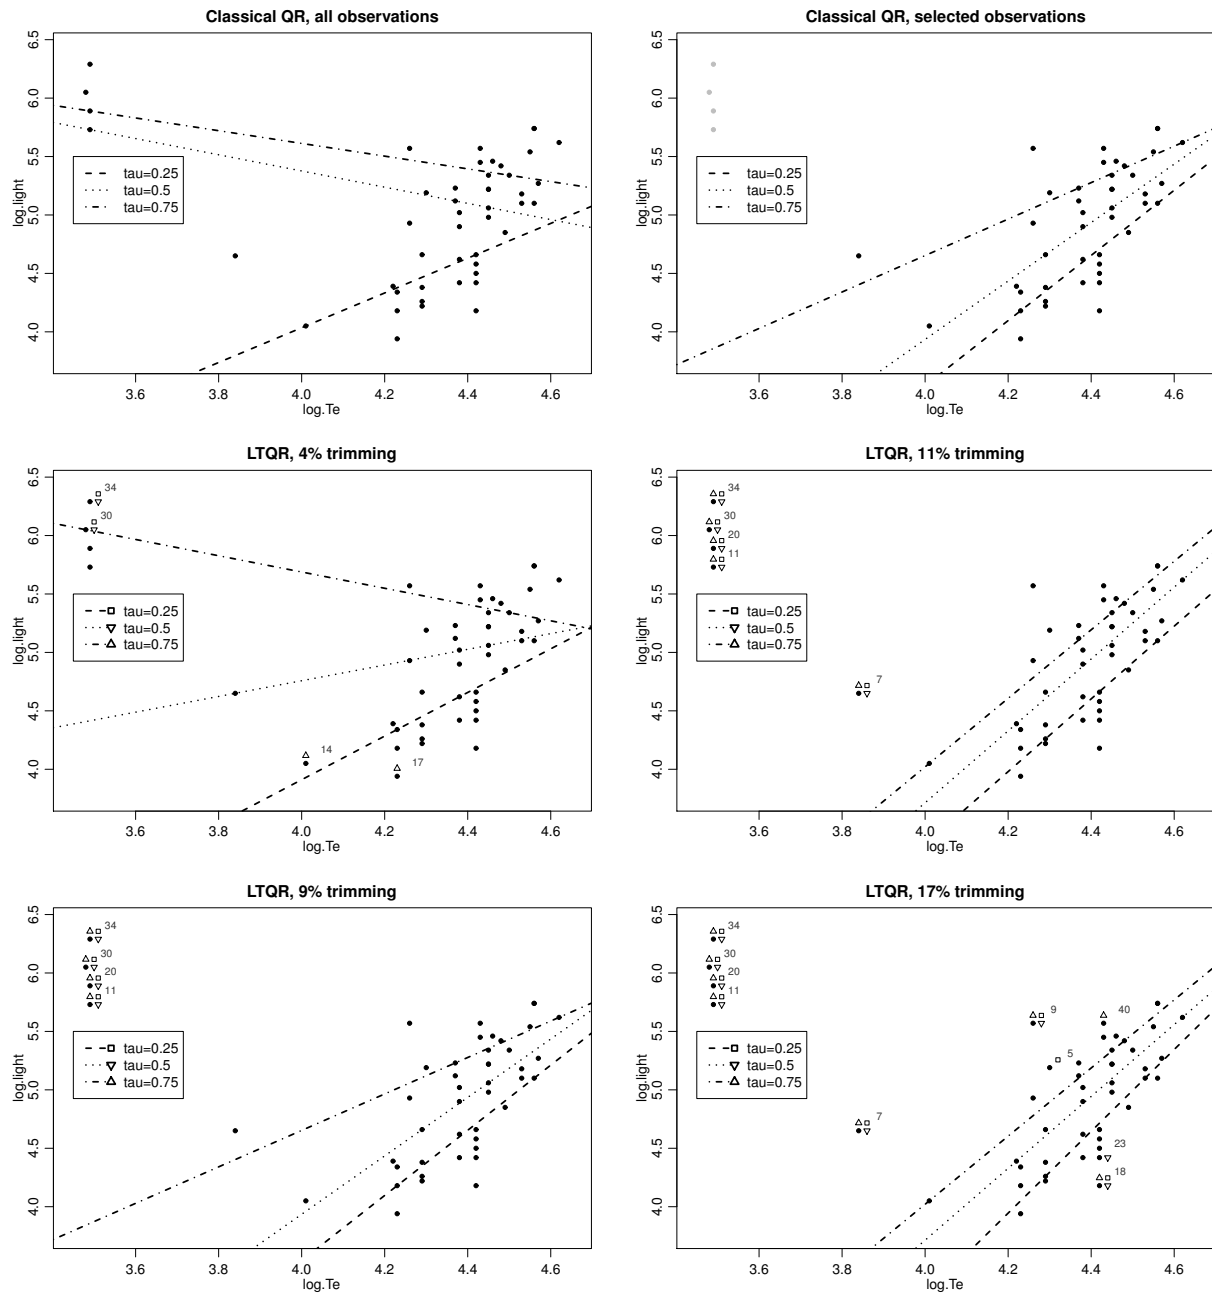 Classical QR, all observations
log.light
6.5
6.0
5.5
5.0
4.5
4.0
tau=0.25
tau=0.5
tau=0.75
3.6 3.8 4.0 4.2 4.4 4.6
log.Te
Classical QR, selected observations
log.light
6.5
6.0
5.5
5.0
4.5
4.0
tau=0.25
tau=0.5
tau=0.75
3.6 3.8 4.0 4.2 4.4 4.6
log.Te
LTQR, 4% trimming
log.light
6.5
6.0
5.5
5.0
4.5
4.0
34
30
tau=0.25
tau=0.5
tau=0.75
14
17
3.6 3.8 4.0 4.2 4.4 4.6
log.Te
LTQR, 11% trimming
log.light
6.5
6.0
5.5
5.0
4.5
4.0
34
30
20
11
tau=0.25
tau=0.5
tau=0.75
7
3.6 3.8 4.0 4.2 4.4 4.6
log.Te
LTQR, 9% trimming
log.light
6.5
6.0
5.5
5.0
4.5
4.0
34
30
20
11
tau=0.25
tau=0.5
tau=0.75
3.6 3.8 4.0 4.2 4.4 4.6
log.Te
LTQR, 17% trimming
log.light
6.5
6.0
5.5
5.0
4.5
4.0
34
30
20
11
9
40
5
tau=0.25
tau=0.5
tau=0.75
7
23
18
3.6 3.8 4.0 4.2 4.4 4.6
log.Te